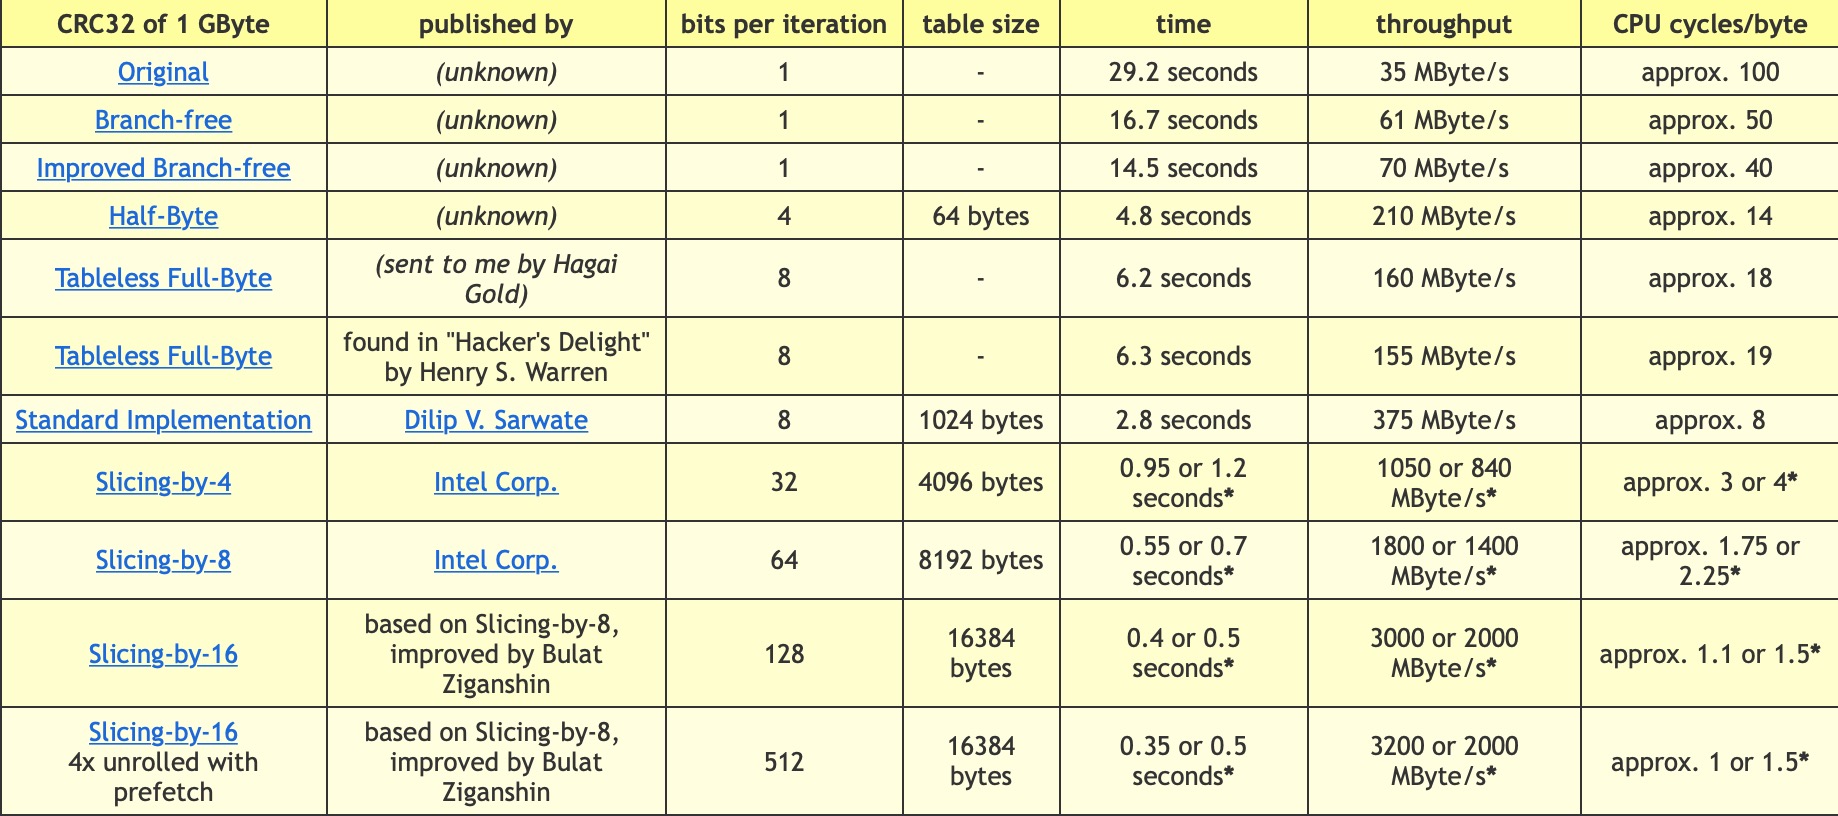 CRC32 of 1 GByte published by bits per iteration table size time throughput CPU cycles/byte
Original (unknown) 1 - 29.2 seconds 35 MByte/s approx. 100
Branch-free (unknown) 1 - 16.7 seconds 61 MByte/s approx. 50
Improved Branch-free (unknown) 1 - 14.5 seconds 70 MByte/s approx. 40
Half-Byte (unknown) 4 64 bytes 4.8 seconds 210 MByte/s approx. 14
Tableless Full-Byte (sent to me by Hagai
Gold) 8 - 6.2 seconds 160 MByte/s approx. 18
Tableless Full-Byte found in "Hacker's Delight"
by Henry S. Warren 8 - 6.3 seconds 155 MByte/s approx. 19
Standard Implementation Dilip V. Sarwate 8 1024 bytes 2.8 seconds 375 MByte/s approx. 8
Slicing-by-4 Intel Corp. 32 4096 bytes 0.95 or 1.2
seconds* 1050 or 840
MByte/s* approx. 3 or 4*
Slicing-by-8 Intel Corp. 64 8192 bytes 0.55 or 0.7
seconds* 1800 or 1400
MByte/s* approx. 1.75 or
2.25*
Slicing-by-16 based on Slicing-by-8,
improved by Bulat
Ziganshin 128 16384
bytes 0.4 or 0.5
seconds* 3000 or 2000
MByte/s* approx. 1.1 or 1.5*
Slicing-by-16
4x unrolled with
prefetch based on Slicing-by-8,
improved by Bulat
Ziganshin 512 16384
bytes 0.35 or 0.5
seconds* 3200 or 2000
MByte/s* approx. 1 or 1.5*